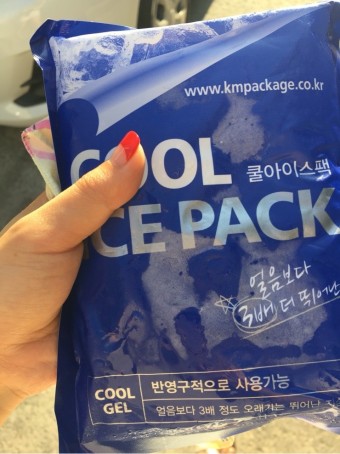 www.kmpackage.co.kr
COOL 쿨아이스팩
ICE PACK
얼음보다
3배 더 뛰어난
COOL GEL
반영구적으로 사용가능
얼음보다 3배 정도 오래가는 뛰어난